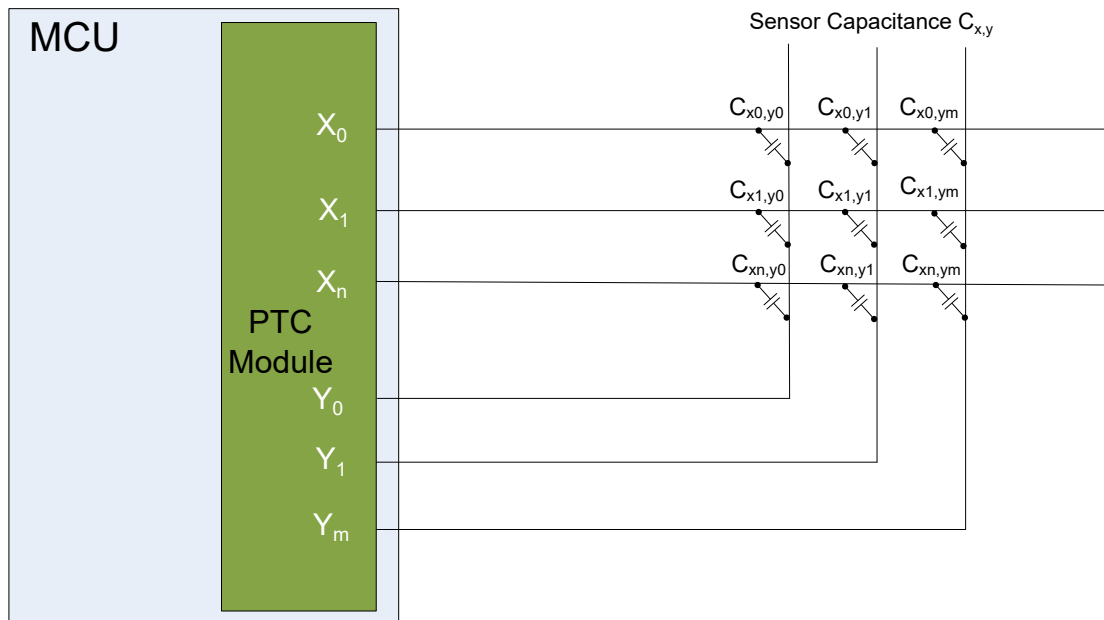 MCU
Sensor Capacitance Cx,y
Cx0,y0 Cx0,y1 Cx0,ym
X0
Cx1,y0 Cx1,y1 Cx1,ym
X1
Cxn,y0 Cxn,y1 Cxn,ym
Xn
PTC
Module
Y0
Y1
Ym